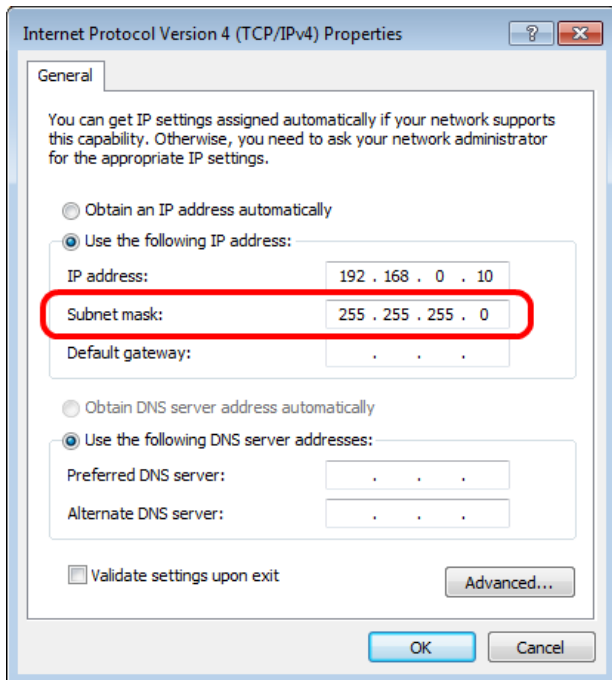 Internet Protocol Version 4 (TCP/IPv4) Properties
General
You can get IP settings assigned automatically if your network supports
this capability. Otherwise, you need to ask your network administrator
for the appropriate IP settings.
Obtain an IP address automatically
Use the following IP address:
IP address: 192 . 168 . 0 . 10
Subnet mask: 255 . 255 . 255 . 0
Default gateway: . . .
Obtain DNS server address automatically
Use the following DNS server addresses:
Preferred DNS server: . . .
Alternate DNS server: . . .
Validate settings upon exit
Advanced...
OK Cancel